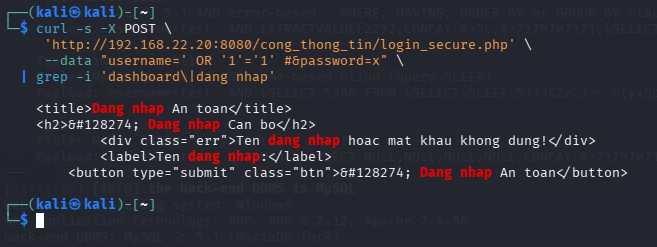 ┌──(kali㉿kali)-[~]
└─$ curl -s -X POST \
'http://192.168.22.20:8080/cong_thong_tin/login_secure.php' \
--data "username=' OR '1'='1' #&password=x" \
| grep -i 'dashboard\|dang nhap'
<title>Dang nhap An toan</title>
<h2>&#128274; Dang nhap Can bo</h2>
<div class="err">Ten dang nhap hoac mat khau khong dung!</div>
<label>Ten dang nhap:</label>
<button type="submit" class="btn">&#128274; Dang nhap An toan</button>
┌──(kali㉿kali)-[~]
└─$